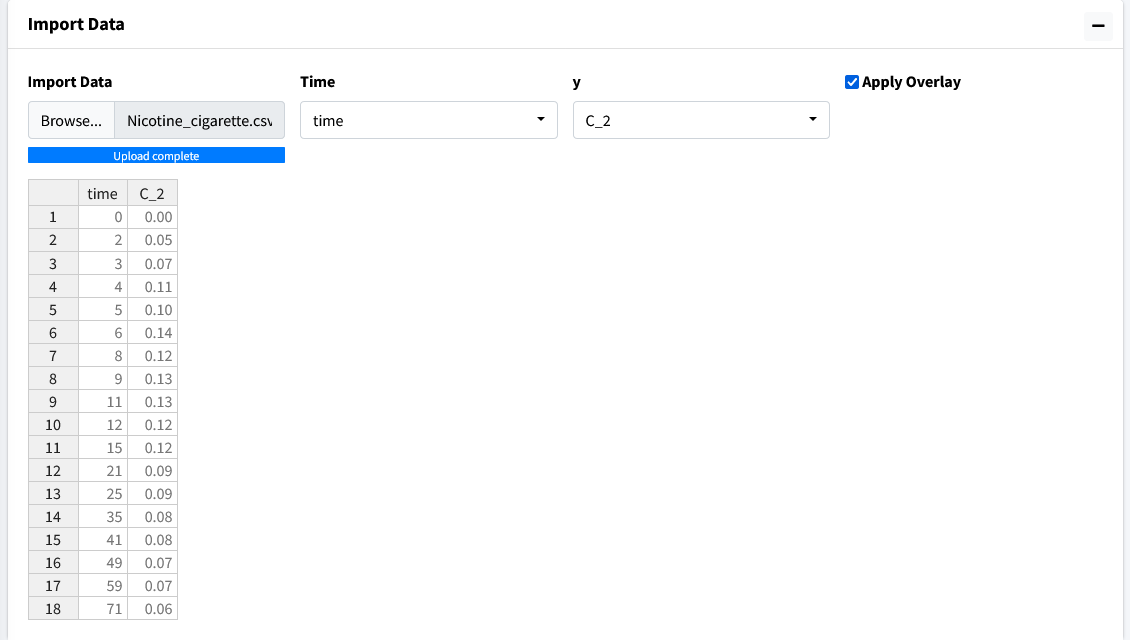 Import Data
Import Data Time y Apply Overlay
Browse... Nicotine_cigarette.csv time C_2
Upload complete
time C_2
1 0 0.00
2 2 0.05
3 3 0.07
4 4 0.11
5 5 0.10
6 6 0.14
7 8 0.12
8 9 0.13
9 11 0.13
10 12 0.12
11 15 0.12
12 21 0.09
13 25 0.09
14 35 0.08
15 41 0.08
16 49 0.07
17 59 0.07
18 71 0.06